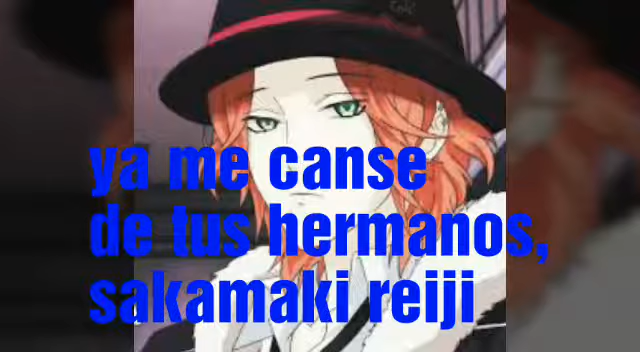 ya me canse
de tus hermanos,
sakamaki reiji